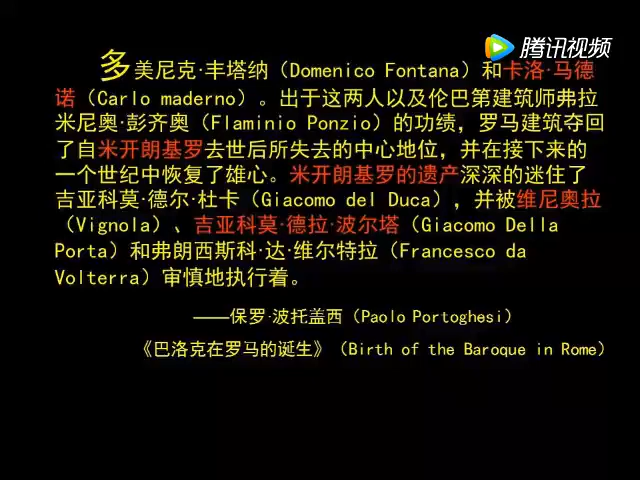 腾讯视频
多美尼克·丰塔纳（Domenico Fontana）和卡洛·马德
诺（Carlo maderno）。出于这两人以及伦巴第建筑师弗拉
米尼奥·彭齐奥（Flaminio Ponzio）的功绩，罗马建筑夺回
了自米开朗基罗去世后所失去的中心地位，并在接下来的
一个世纪中恢复了雄心。米开朗基罗的遗产深深的迷住了
吉亚科莫·德尔·杜卡（Giacomo del Duca），并被维尼奥拉
（Vignola）、吉亚科莫·德拉·波尔塔（Giacomo Della
Porta）和弗朗西斯科·达·维尔特拉（Francesco da
Volterra）审慎地执行着。
——保罗·波托盖西（Paolo Portoghesi）
《巴洛克在罗马的诞生》（Birth of the Baroque in Rome）